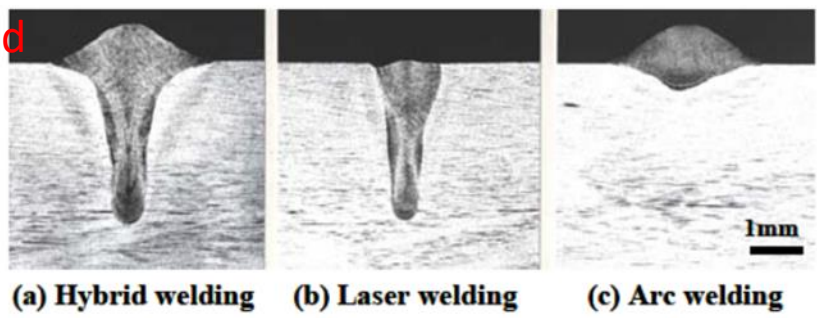 d
1mm
(a) Hybrid welding
(b) Laser welding
(c) Arc welding